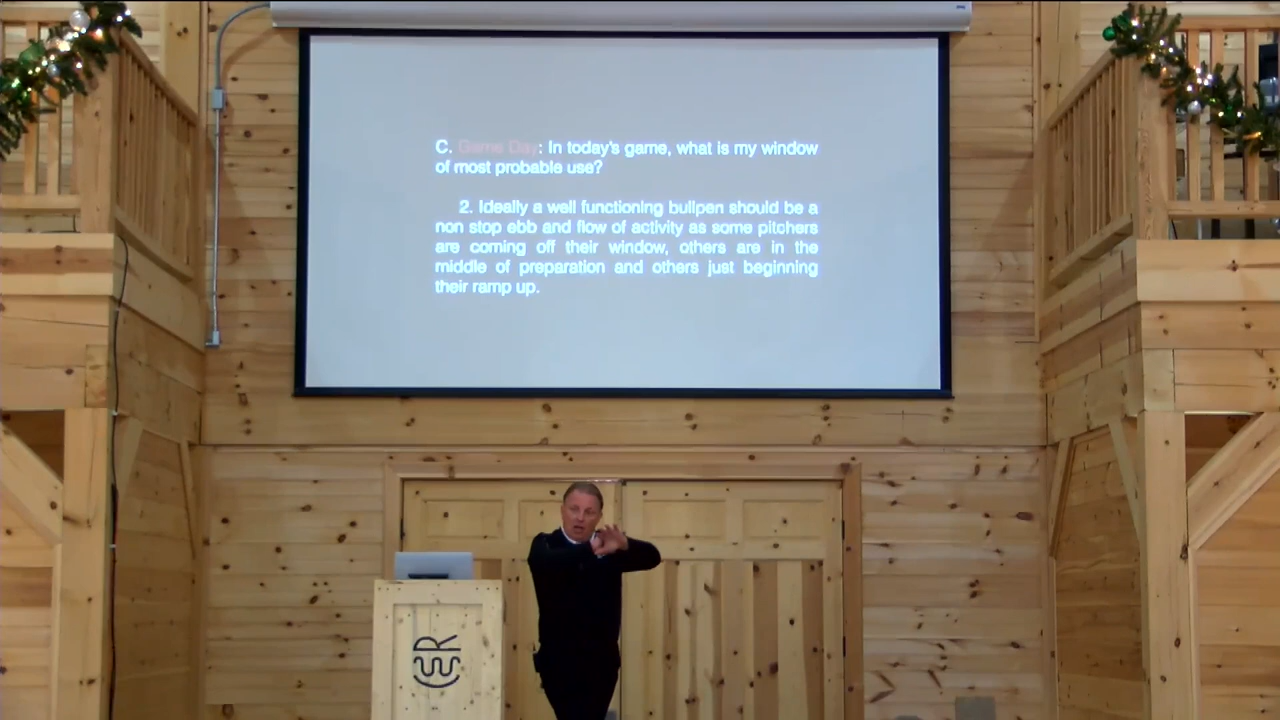 C. Game Day: In today's game, what is my window
of most probable use?
2. Ideally a well functioning bullpen should be a
non stop ebb and flow of activity as some pitchers
are coming off their window, others are in the
middle of preparation and others just beginning
their ramp up.